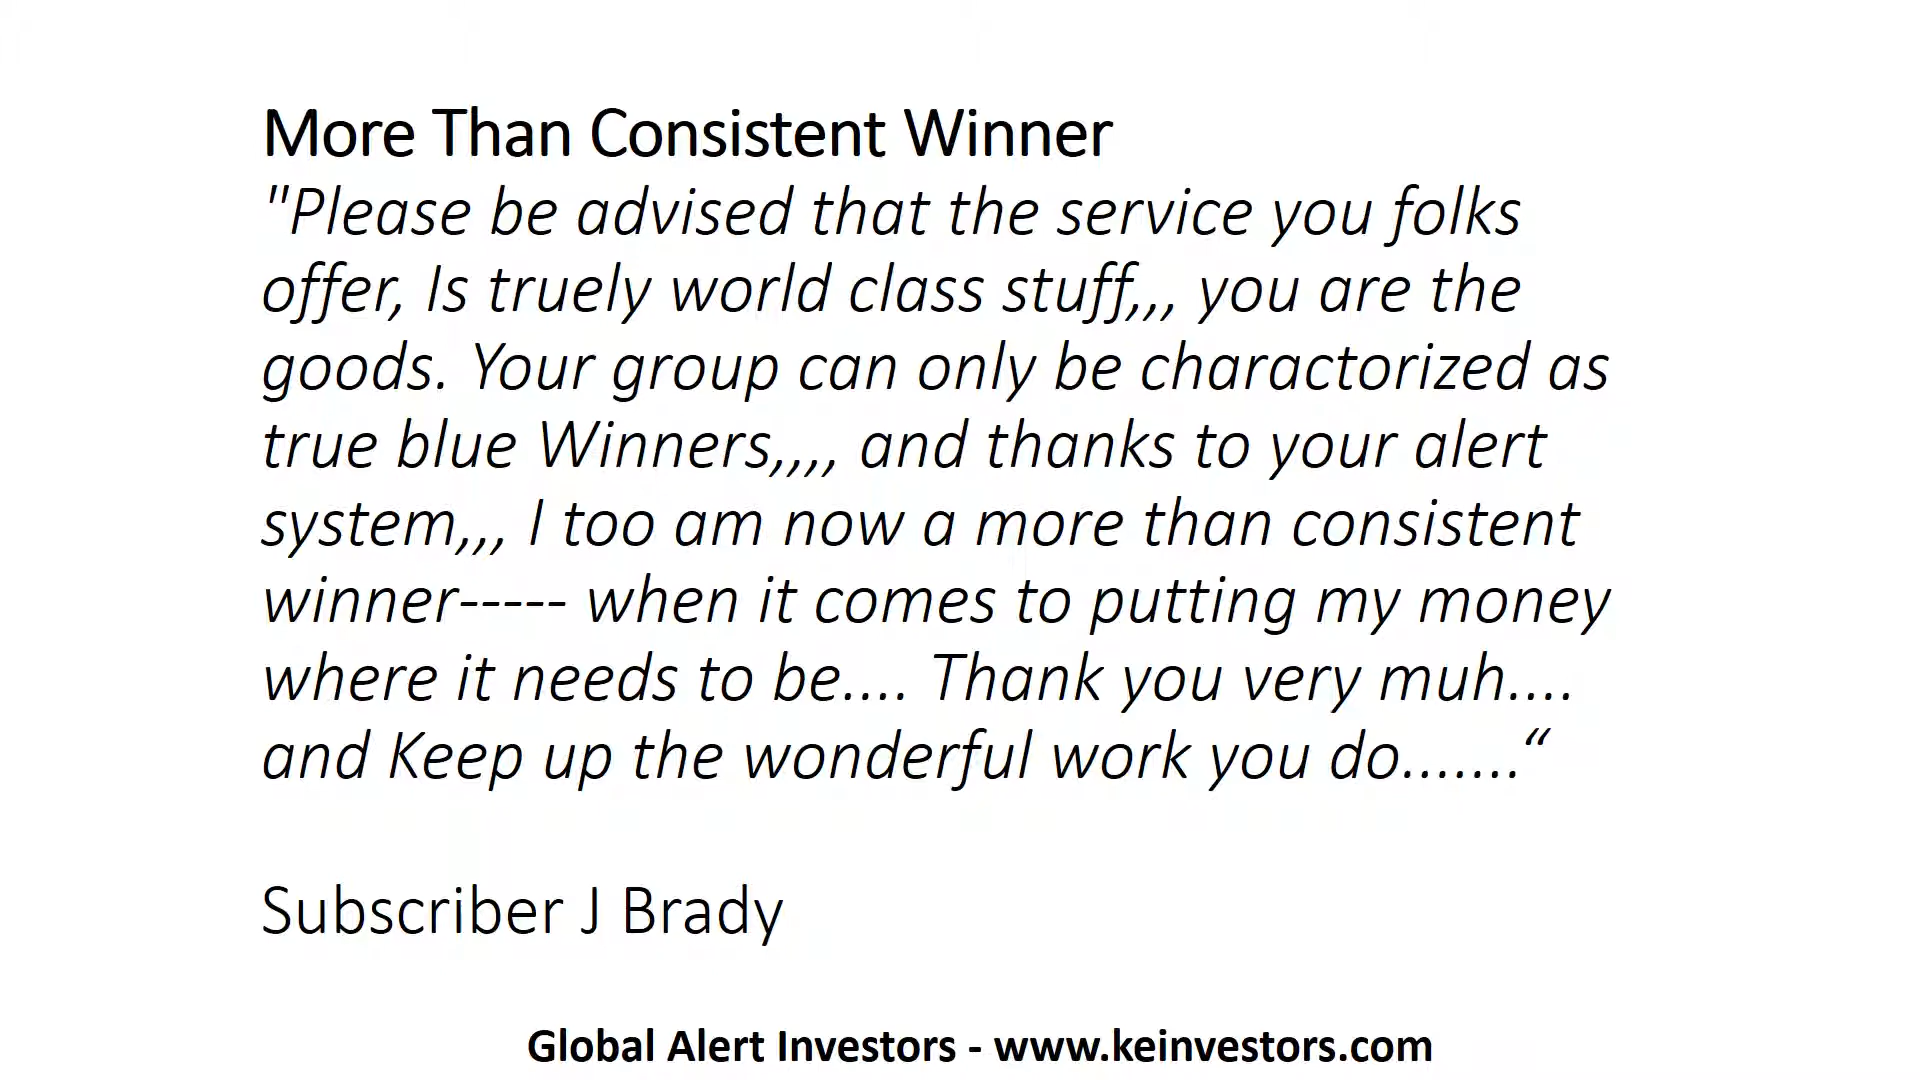 More Than Consistent Winner
"Please be advised that the service you folks
offer, Is truely world class stuff,,, you are the
goods. Your group can only be charactorized as
true blue Winners,,,, and thanks to your alert
system,,, I too am now a more than consistent
winner----- when it comes to putting my money
where it needs to be.... Thank you very muh....
and Keep up the wonderful work you do.......“
Subscriber J Brady
Global Alert Investors - www.keinvestors.com